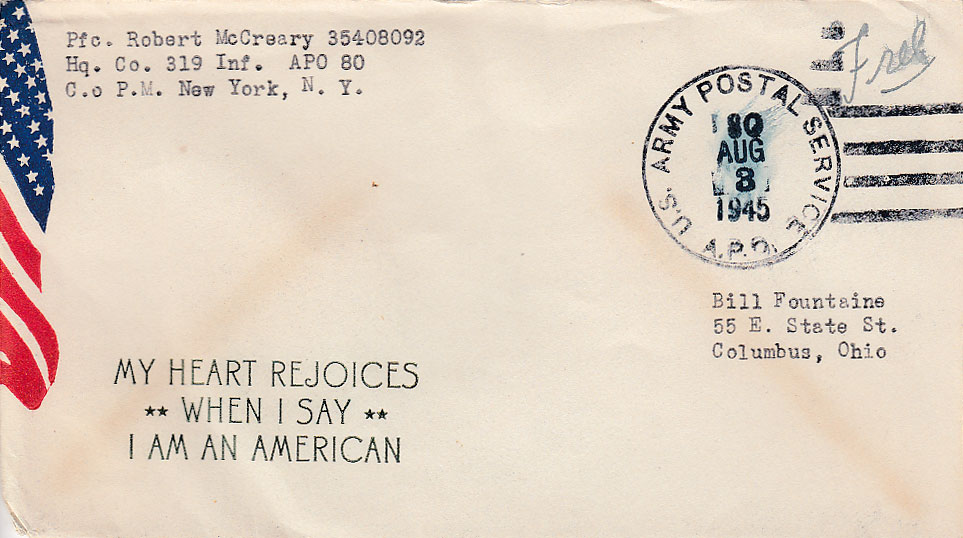 Pfc. Robert McCreary 35408092
Hq. Co. 319 Inf. APO 80
C.o P.M. New York, N. Y.
Free
U.S. ARMY POSTAL SERVICE
80
AUG
3
1945
A.P.O.
Bill Fountaine
55 E. State St.
Columbus, Ohio
MY HEART REJOICES
★★ WHEN I SAY ★★
I AM AN AMERICAN